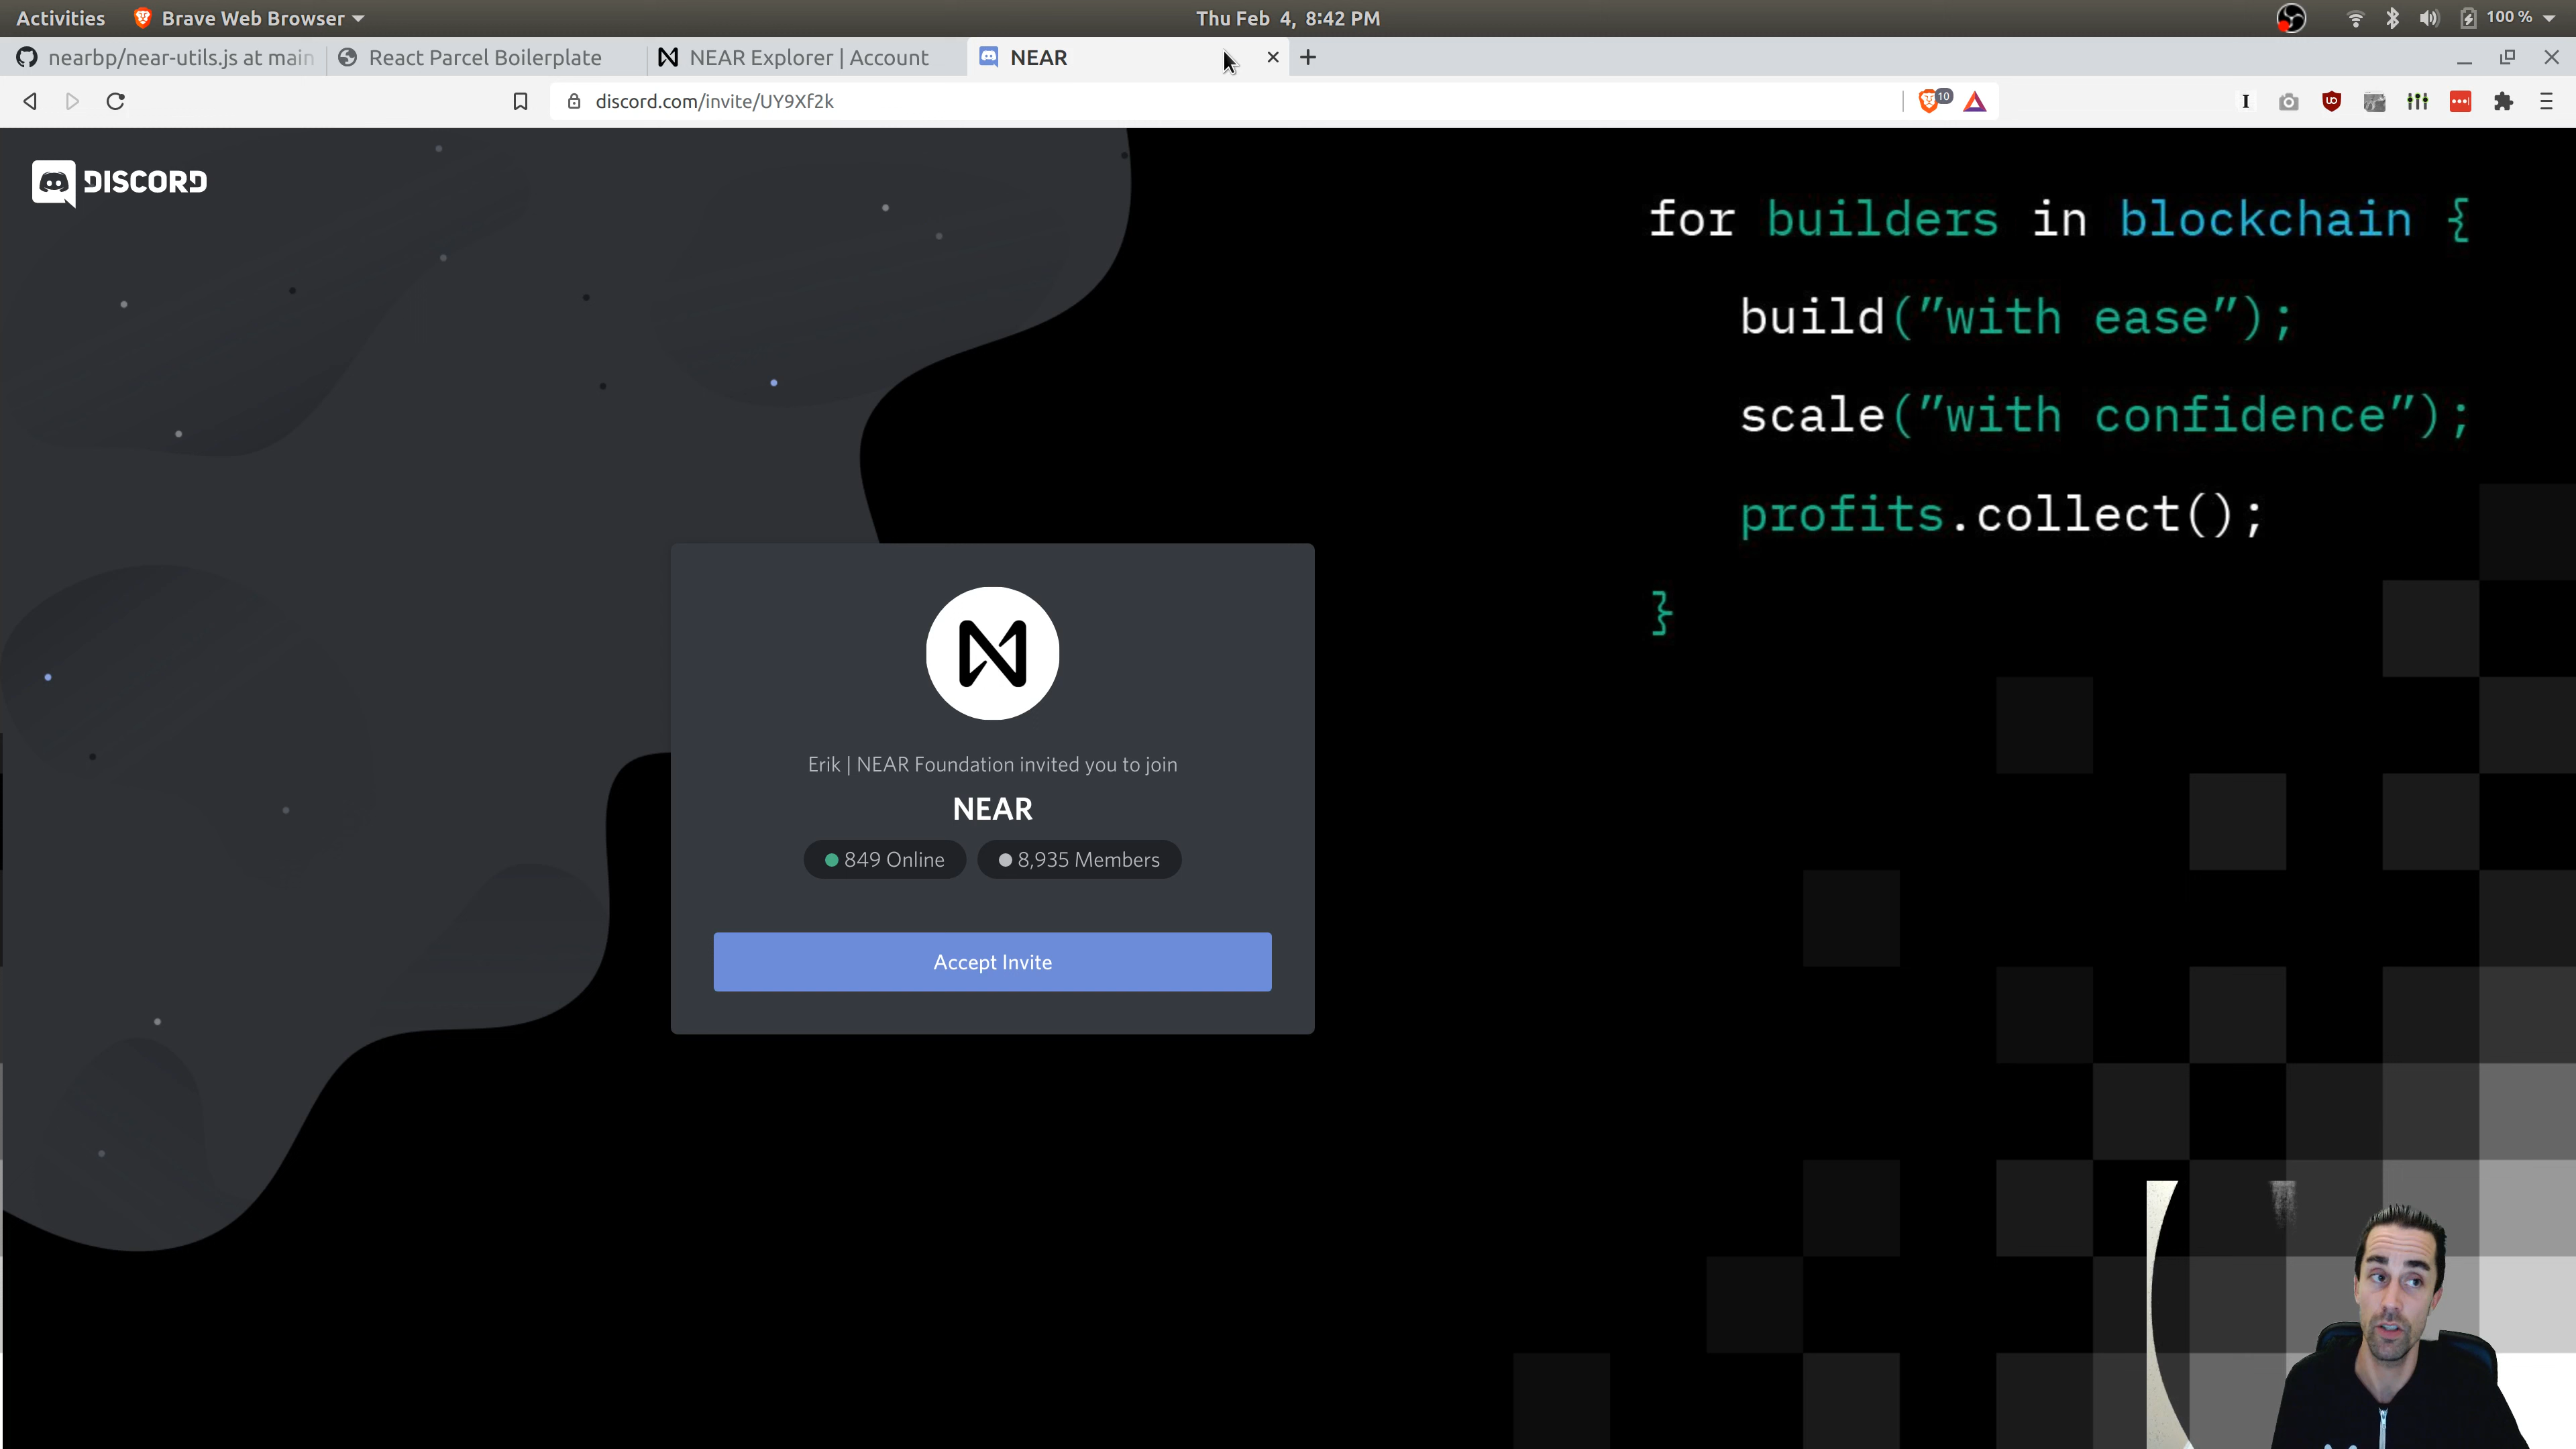 Activities
Brave Web Browser
Thu Feb 4, 8:42 PM
100 %
nearbp/near-utils.js at main
React Parcel Boilerplate
NEAR Explorer | Account
NEAR
discord.com/invite/UY9Xf2k
10
DISCORD
for builders in blockchain {
build("with ease");
scale("with confidence");
profits.collect();
}
Erik | NEAR Foundation invited you to join
NEAR
849 Online
8,935 Members
Accept Invite